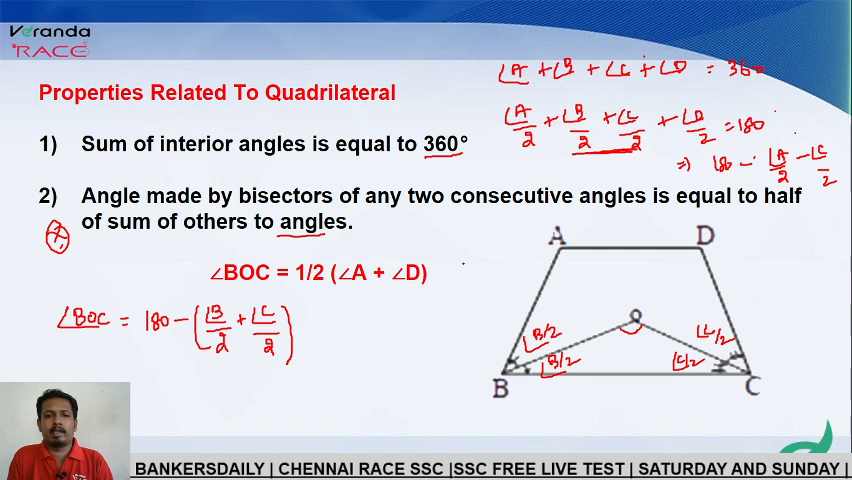 Veranda
RACE
∠A + ∠B + ∠C + ∠D = 360
Properties Related To Quadrilateral
∠A/2 + ∠B/2 + ∠C/2 + ∠D/2 = 180
1) Sum of interior angles is equal to 360°
⇒ 180 - ∠A/2 - ∠C/2
2) Angle made by bisectors of any two consecutive angles is equal to half
of sum of others to angles.
∠BOC = 1/2 (∠A + ∠D)
∠BOC = 180 - (∠B/2 + ∠C/2)
A D
O
∠B/2 ∠C/2
∠B/2 ∠C/2
B C
BANKERSDAILY | CHENNAI RACE SSC |SSC FREE LIVE TEST | SATURDAY AND SUNDAY |